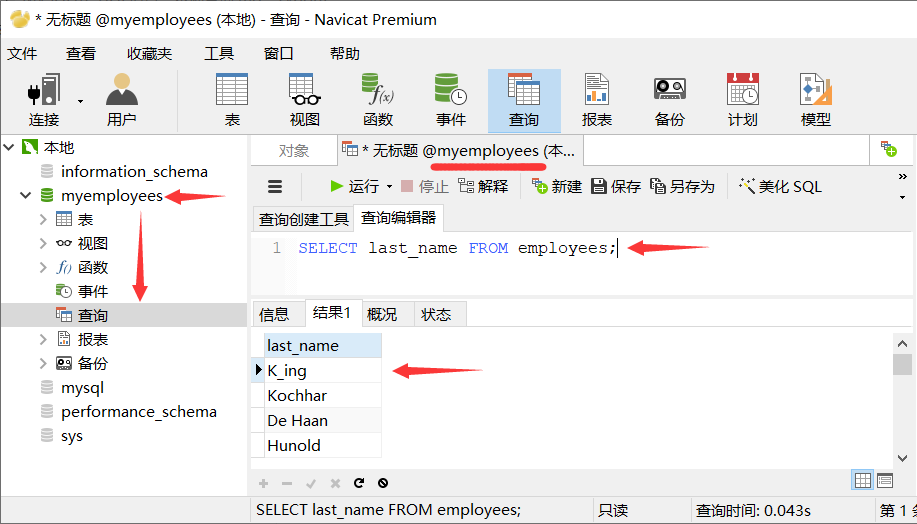 * 无标题 @myemployees (本地) - 查询 - Navicat Premium
文件 查看 收藏夹 工具 窗口 帮助
连接 用户 表 视图 函数 事件 查询 报表 备份 计划 模型
本地
information_schema
myemployees
表
视图
函数
事件
查询
报表
备份
mysql
performance_schema
sys
对象 * 无标题 @myemployees (本...
运行 停止 解释 新建 保存 另存为 美化 SQL »
查询创建工具 查询编辑器
1 SELECT last_name FROM employees;
信息 结果1 概况 状态
last_name
K_ing
Kochhar
De Haan
Hunold
SELECT last_name FROM employees; 只读 查询时间: 0.043s 第 1